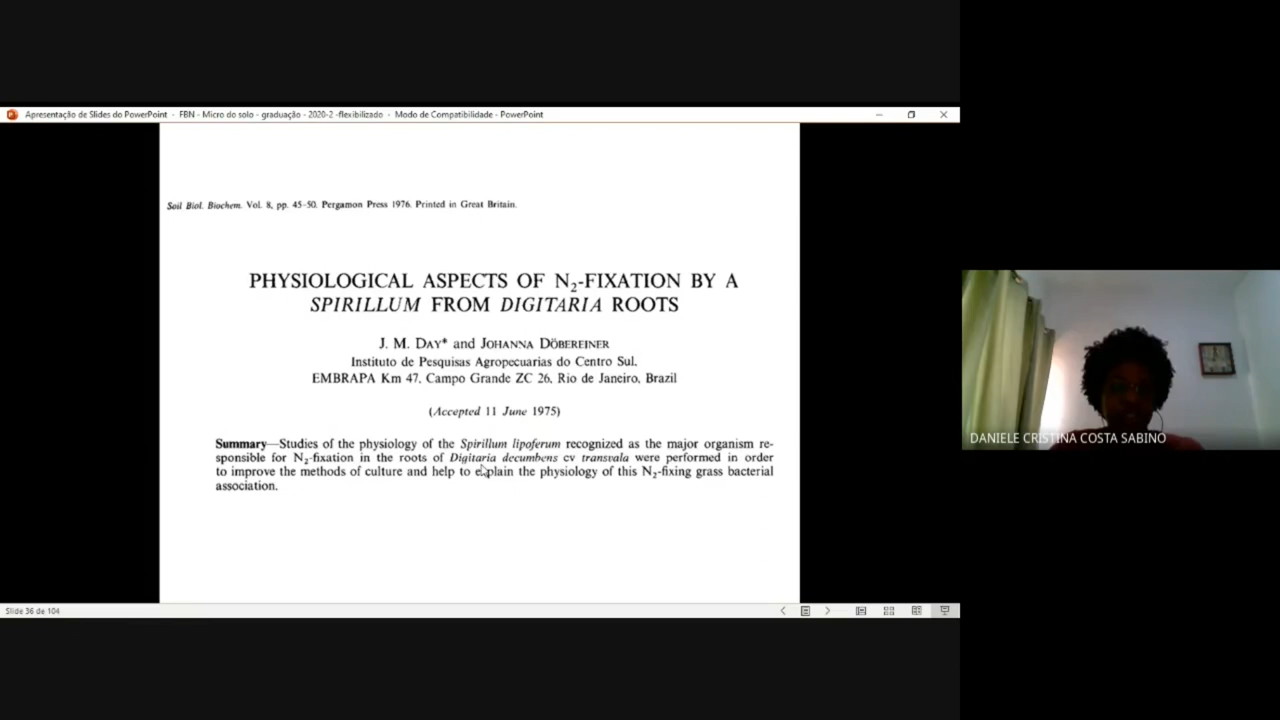 Apresentação de Slides do PowerPoint - FBN - Micro do solo - graduação - 2020-2 -flexibilizado - Modo de Compatibilidade - PowerPoint
Soil Biol. Biochem. Vol. 8, pp. 45-50. Pergamon Press 1976. Printed in Great Britain.
PHYSIOLOGICAL ASPECTS OF N₂-FIXATION BY A
SPIRILLUM FROM DIGITARIA ROOTS
J. M. DAY* and JOHANNA DÖBEREINER
Instituto de Pesquisas Agropecuarias do Centro Sul.
EMBRAPA Km 47, Campo Grande ZC 26, Rio de Janeiro, Brazil
(Accepted 11 June 1975)
Summary—Studies of the physiology of the Spirillum lipoferum recognized as the major organism re-
sponsible for N₂-fixation in the roots of Digitaria decumbens cv transvala were performed in order
to improve the methods of culture and help to explain the physiology of this N₂-fixing grass bacterial
association.
DANIELE CRISTINA COSTA SABINO
Slide 36 de 104